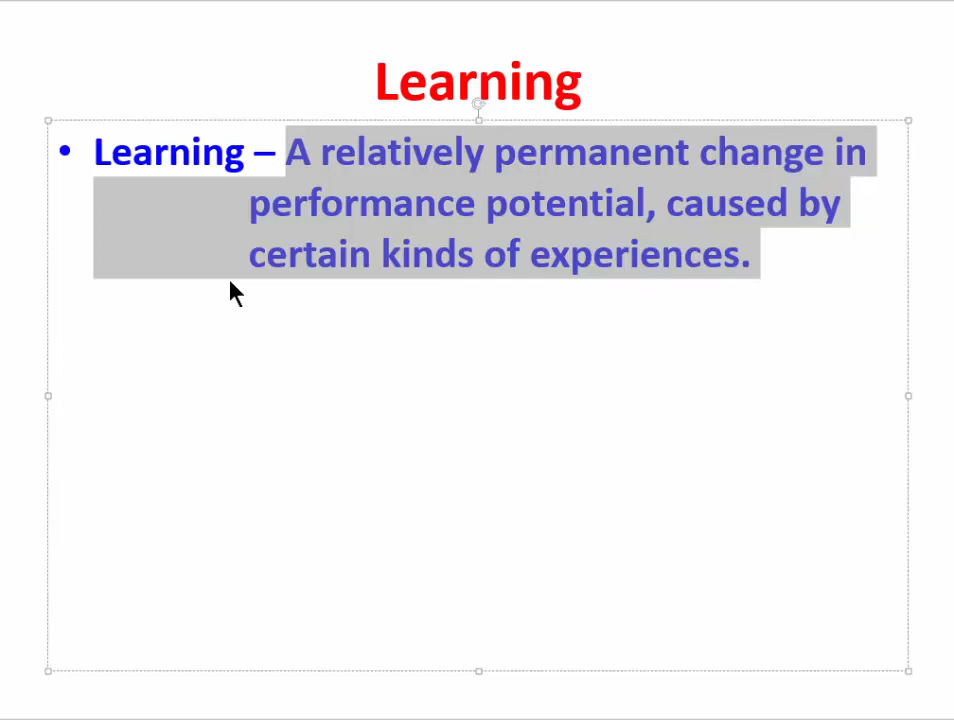 Learning
• Learning – A relatively permanent change in
performance potential, caused by
certain kinds of experiences.